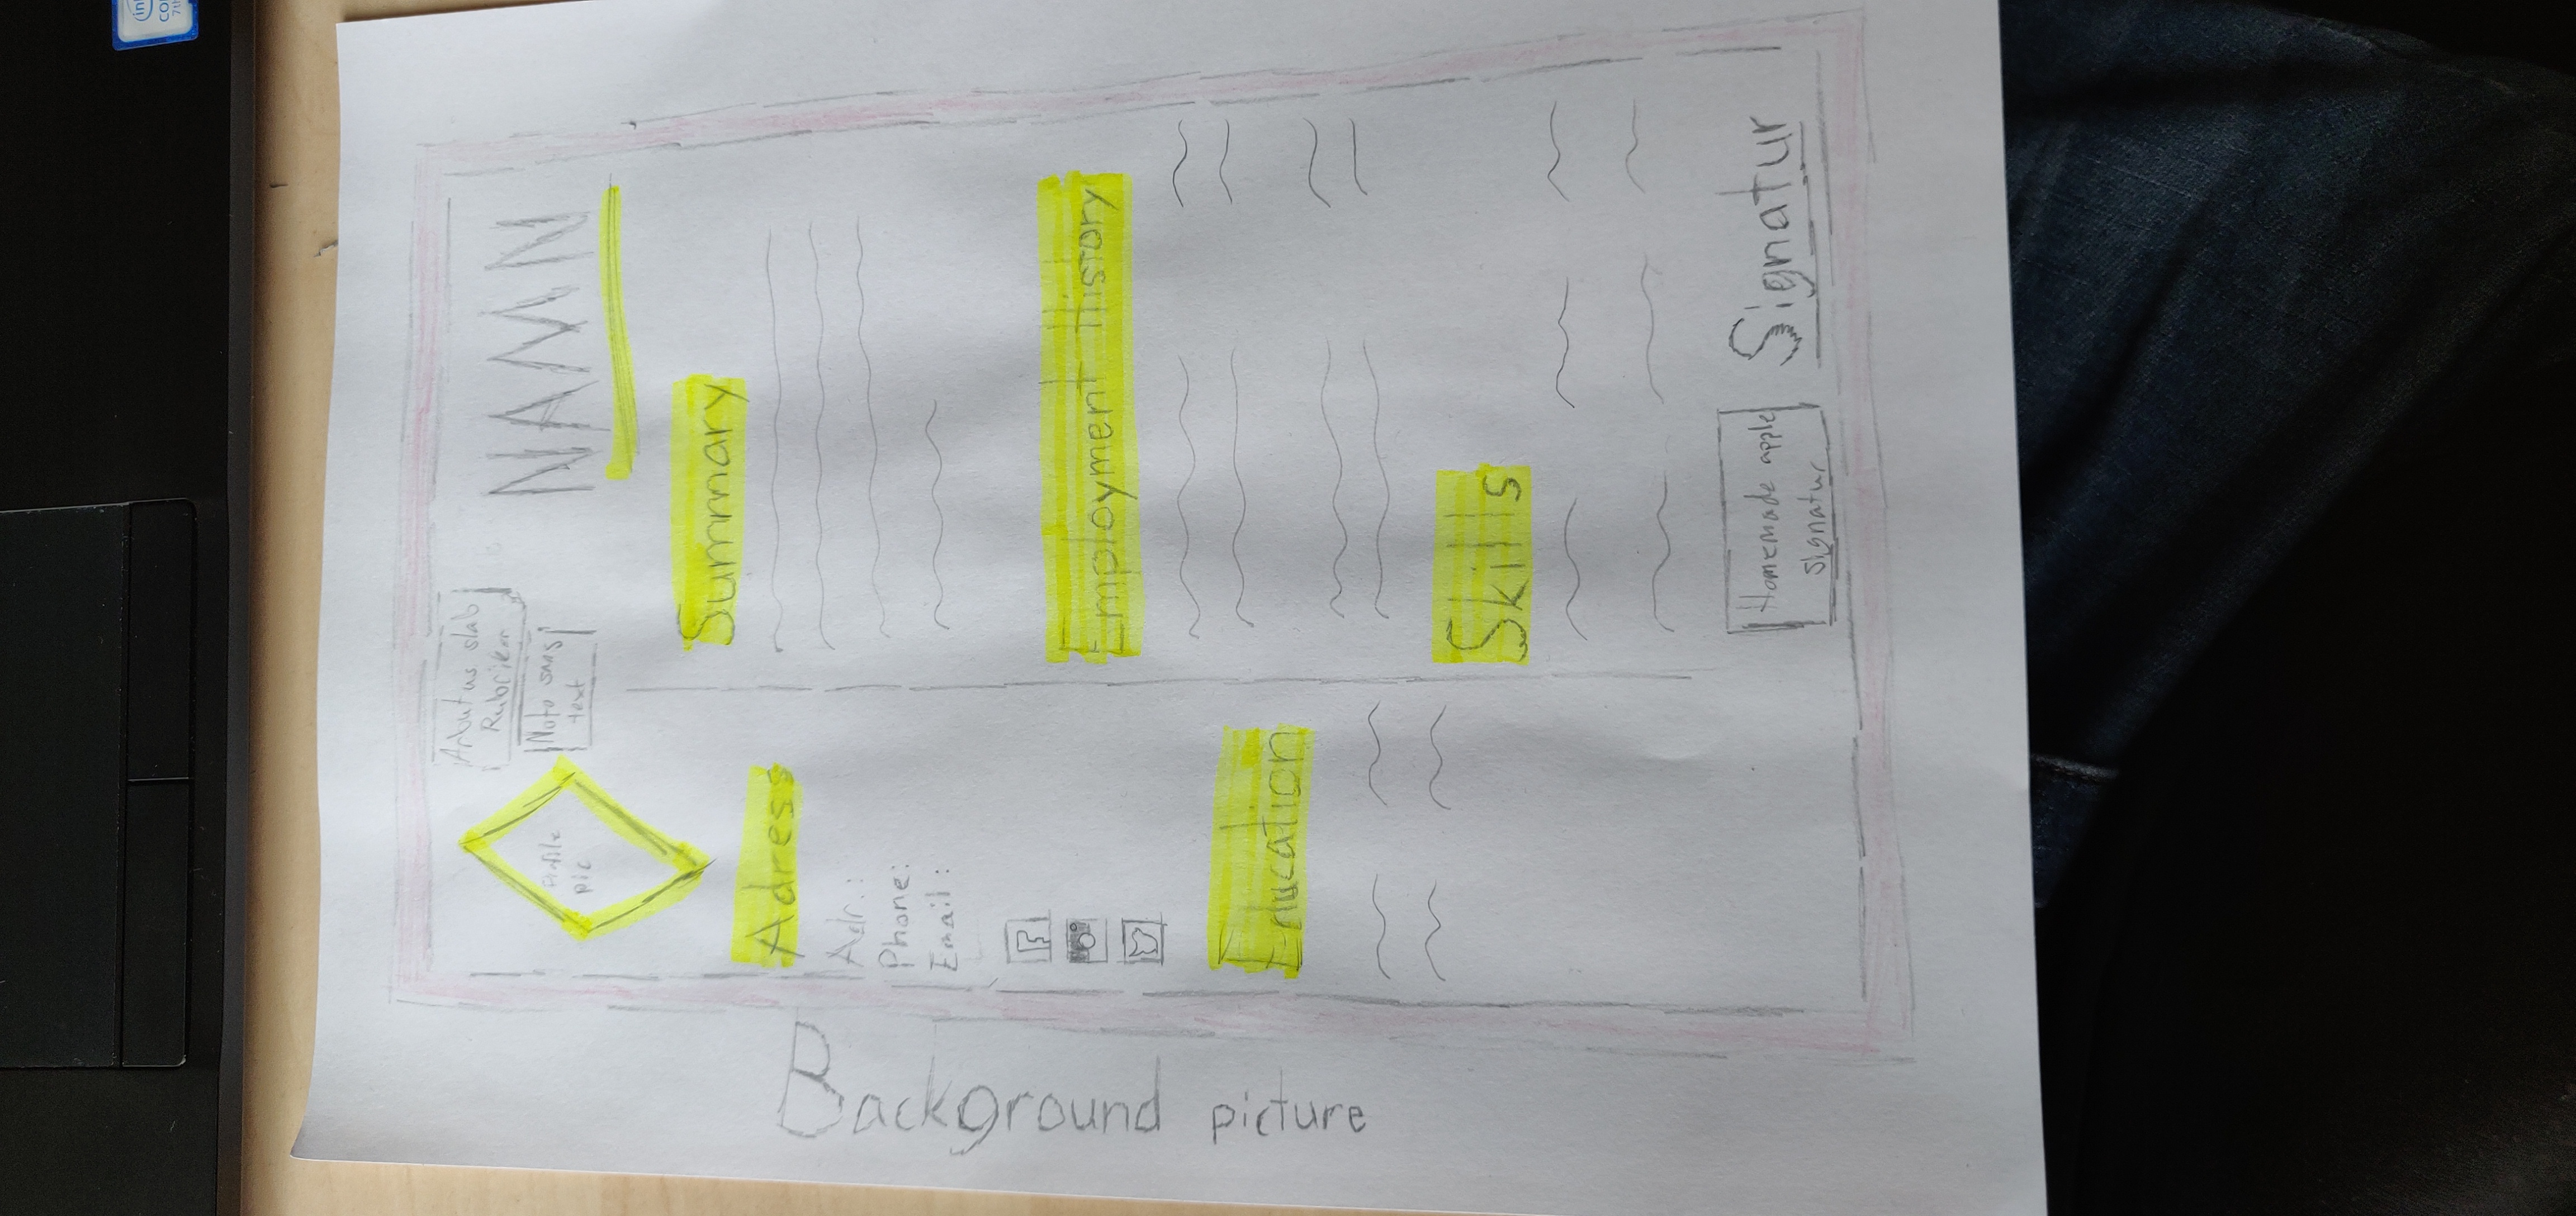 Arbutus slab
Rubriker
Noto sans
text
Profile
pic
NAMN
Summary
Adress
Adr.:
Phone:
Email:
Employment History
Education
Skills
Homemade apple
signatur
Signatur
Background picture